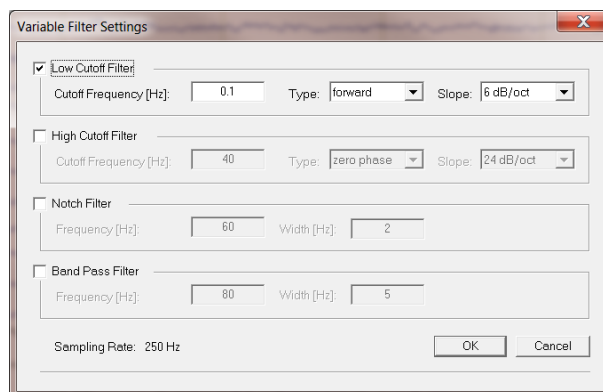 Variable Filter Settings
Low Cutoff Filter
Cutoff Frequency [Hz]: 0.1 Type: forward Slope: 6 dB/oct
High Cutoff Filter
Cutoff Frequency [Hz]: 40 Type: zero phase Slope: 24 dB/oct
Notch Filter
Frequency [Hz]: 60 Width [Hz]: 2
Band Pass Filter
Frequency [Hz]: 80 Width [Hz]: 5
Sampling Rate: 250 Hz OK Cancel